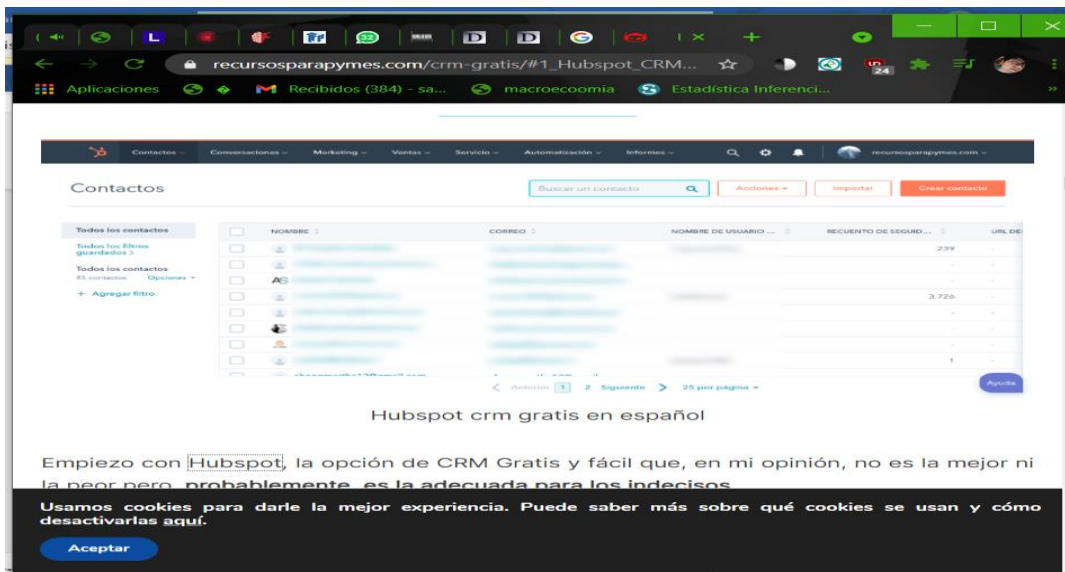 L
32
D
D
G
recursosparapymes.com/crm-gratis/#1_Hubspot_CRM...
24
Aplicaciones
Recibidos (384) - sa...
macroecoomia
Estadística Inferenci...
Contactos
Conversaciones
Marketing
Ventas
Servicio
Automatización
Informes
recursosparapymes.com
Contactos
Buscar un contacto
Acciones
Importar
Crear contacto
Todos los contactos
NOMBRE
CORREO
NOMBRE DE USUARIO ...
RECUENTO DE SEGUID...
URL DE
Todos los filtros
guardados >
239
Todos los contactos
45 contactos Opciones
AS
+ Agregar filtro
3.726
1
Anterior 1 2 Siguiente 25 por página
Ayuda
Hubspot crm gratis en español
Empiezo con Hubspot, la opción de CRM Gratis y fácil que, en mi opinión, no es la mejor ni
la peor pero, probablemente, es la adecuada para los indecisos.
Usamos cookies para darle la mejor experiencia. Puede saber más sobre qué cookies se usan y cómo
desactivarlas aquí.
Aceptar